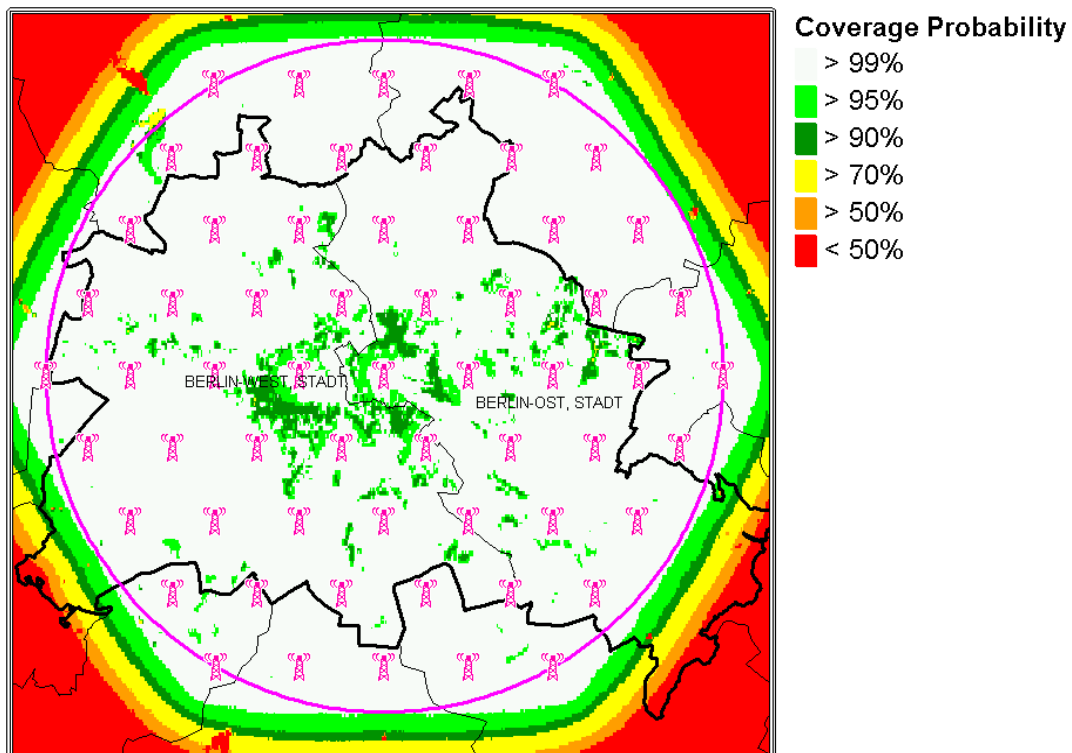 Coverage Probability
> 99%
> 95%
> 90%
> 70%
> 50%
< 50%
BERLIN-WEST, STADT
BERLIN-OST, STADT